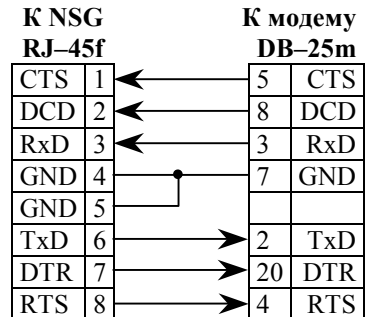 К NSG К модему
RJ–45f DB–25m
CTS 1 5 CTS
DCD 2 8 DCD
RxD 3 3 RxD
GND 4 7 GND
GND 5
TxD 6 2 TxD
DTR 7 20 DTR
RTS 8 4 RTS